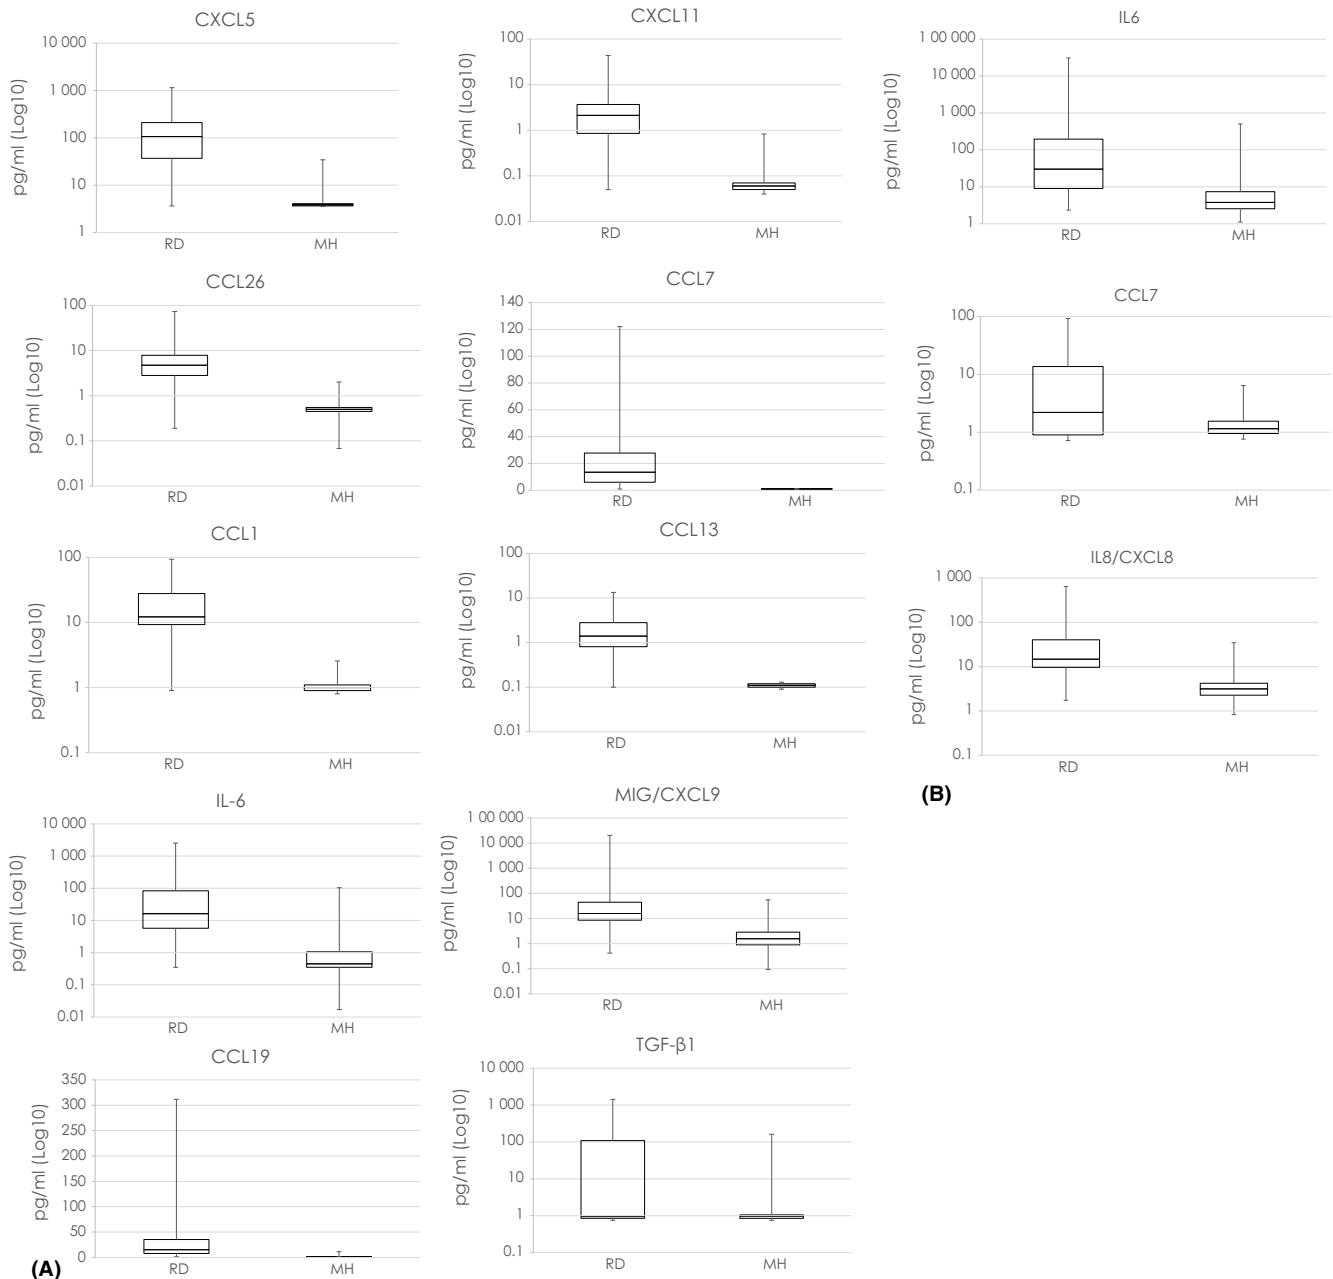 CXCL5
pg/ml (Log10)
10 000
1 000
100
10
1
RD MH
CXCL11
pg/ml (Log10)
100
10
1
0.1
0.01
RD MH
IL6
pg/ml (Log10)
1 00 000
10 000
1 000
100
10
1
RD MH
CCL26
pg/ml (Log10)
100
10
1
0.1
0.01
RD MH
CCL7
pg/ml (Log10)
140
120
100
80
60
40
20
0
RD MH
CCL7
pg/ml (Log10)
100
10
1
0.1
RD MH
CCL1
pg/ml (Log10)
100
10
1
0.1
RD MH
CCL13
pg/ml (Log10)
100
10
1
0.1
0.01
RD MH
IL8/CXCL8
pg/ml (Log10)
1 000
100
10
1
0.1
RD MH
(B)
IL-6
pg/ml (Log10)
10 000
1 000
100
10
1
0.1
0.01
RD MH
MIG/CXCL9
pg/ml (Log10)
1 00 000
10 000
1 000
100
10
1
0.1
0.01
RD MH
CCL19
pg/ml (Log10)
350
300
250
200
150
100
50
0
RD MH
TGF-β1
pg/ml (Log10)
10 000
1 000
100
10
1
0.1
RD MH
(A)